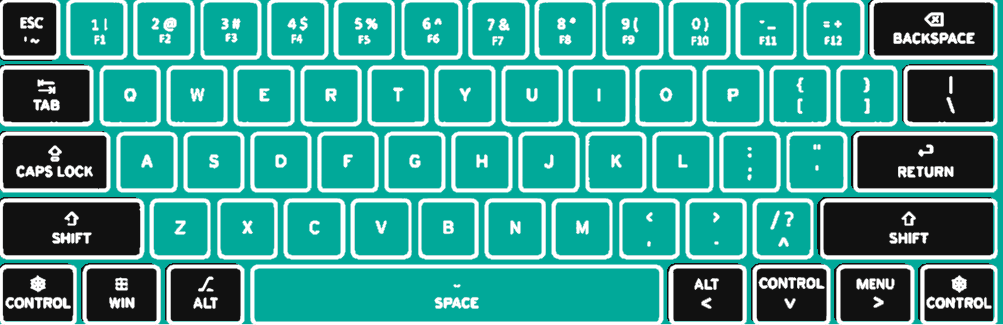 ESC 1! 2@ 3# 4$ 5% 6^ 7& 8* 9( 0) -_ =+
'~ F1 F2 F3 F4 F5 F6 F7 F8 F9 F10 F11 F12 BACKSPACE
TAB Q W E R T Y U I O P { [ } ] | \
CAPS LOCK A S D F G H J K L : ; " ' RETURN
SHIFT Z X C V B N M < , > . /? ^ SHIFT
CONTROL WIN ALT SPACE ALT < CONTROL v MENU > CONTROL